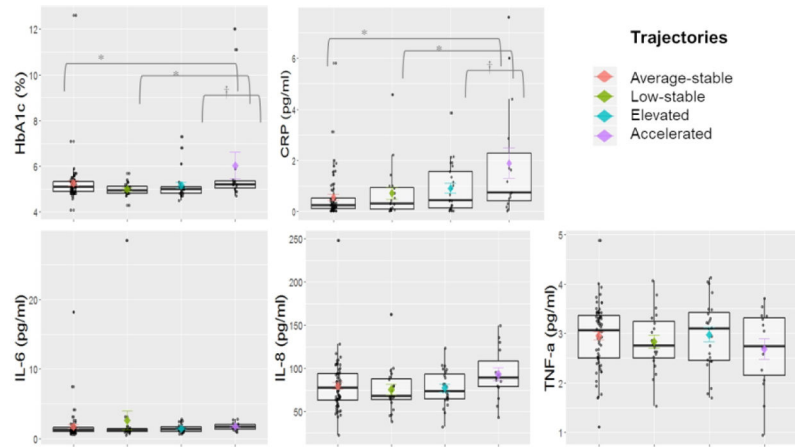 HbA1c (%)
12
10
8
6
4
*
*
‡
CRP (pg/ml)
6
4
2
0
*
*
‡
Trajectories
Average-stable
Low-stable
Elevated
Accelerated
IL-6 (pg/ml)
20
10
0
IL-8 (pg/ml)
250
200
150
100
50
TNF-a (pg/ml)
5
4
3
2
1